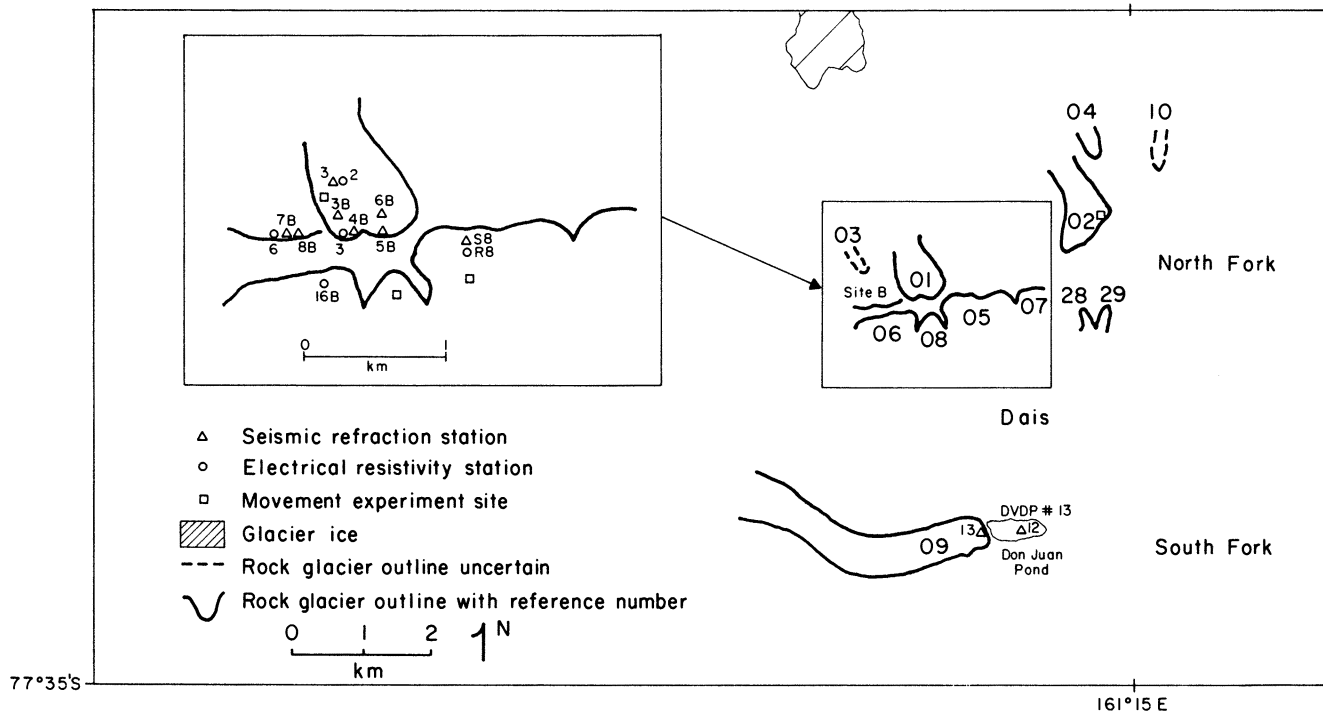 04
10
3
2
3B
6B
7B
4B
6
8B
3
5B
S8
R8
16B
0
1
km
02
03
01
Site B
North Fork
07
28
29
05
06
08
Dais
△ Seismic refraction station
○ Electrical resistivity station
□ Movement experiment site
Glacier ice
Rock glacier outline uncertain
Rock glacier outline with reference number
0 1 2
km
N
DVDP # 13
13
12
09
Don Juan
Pond
South Fork
77°35'S
161°15 E